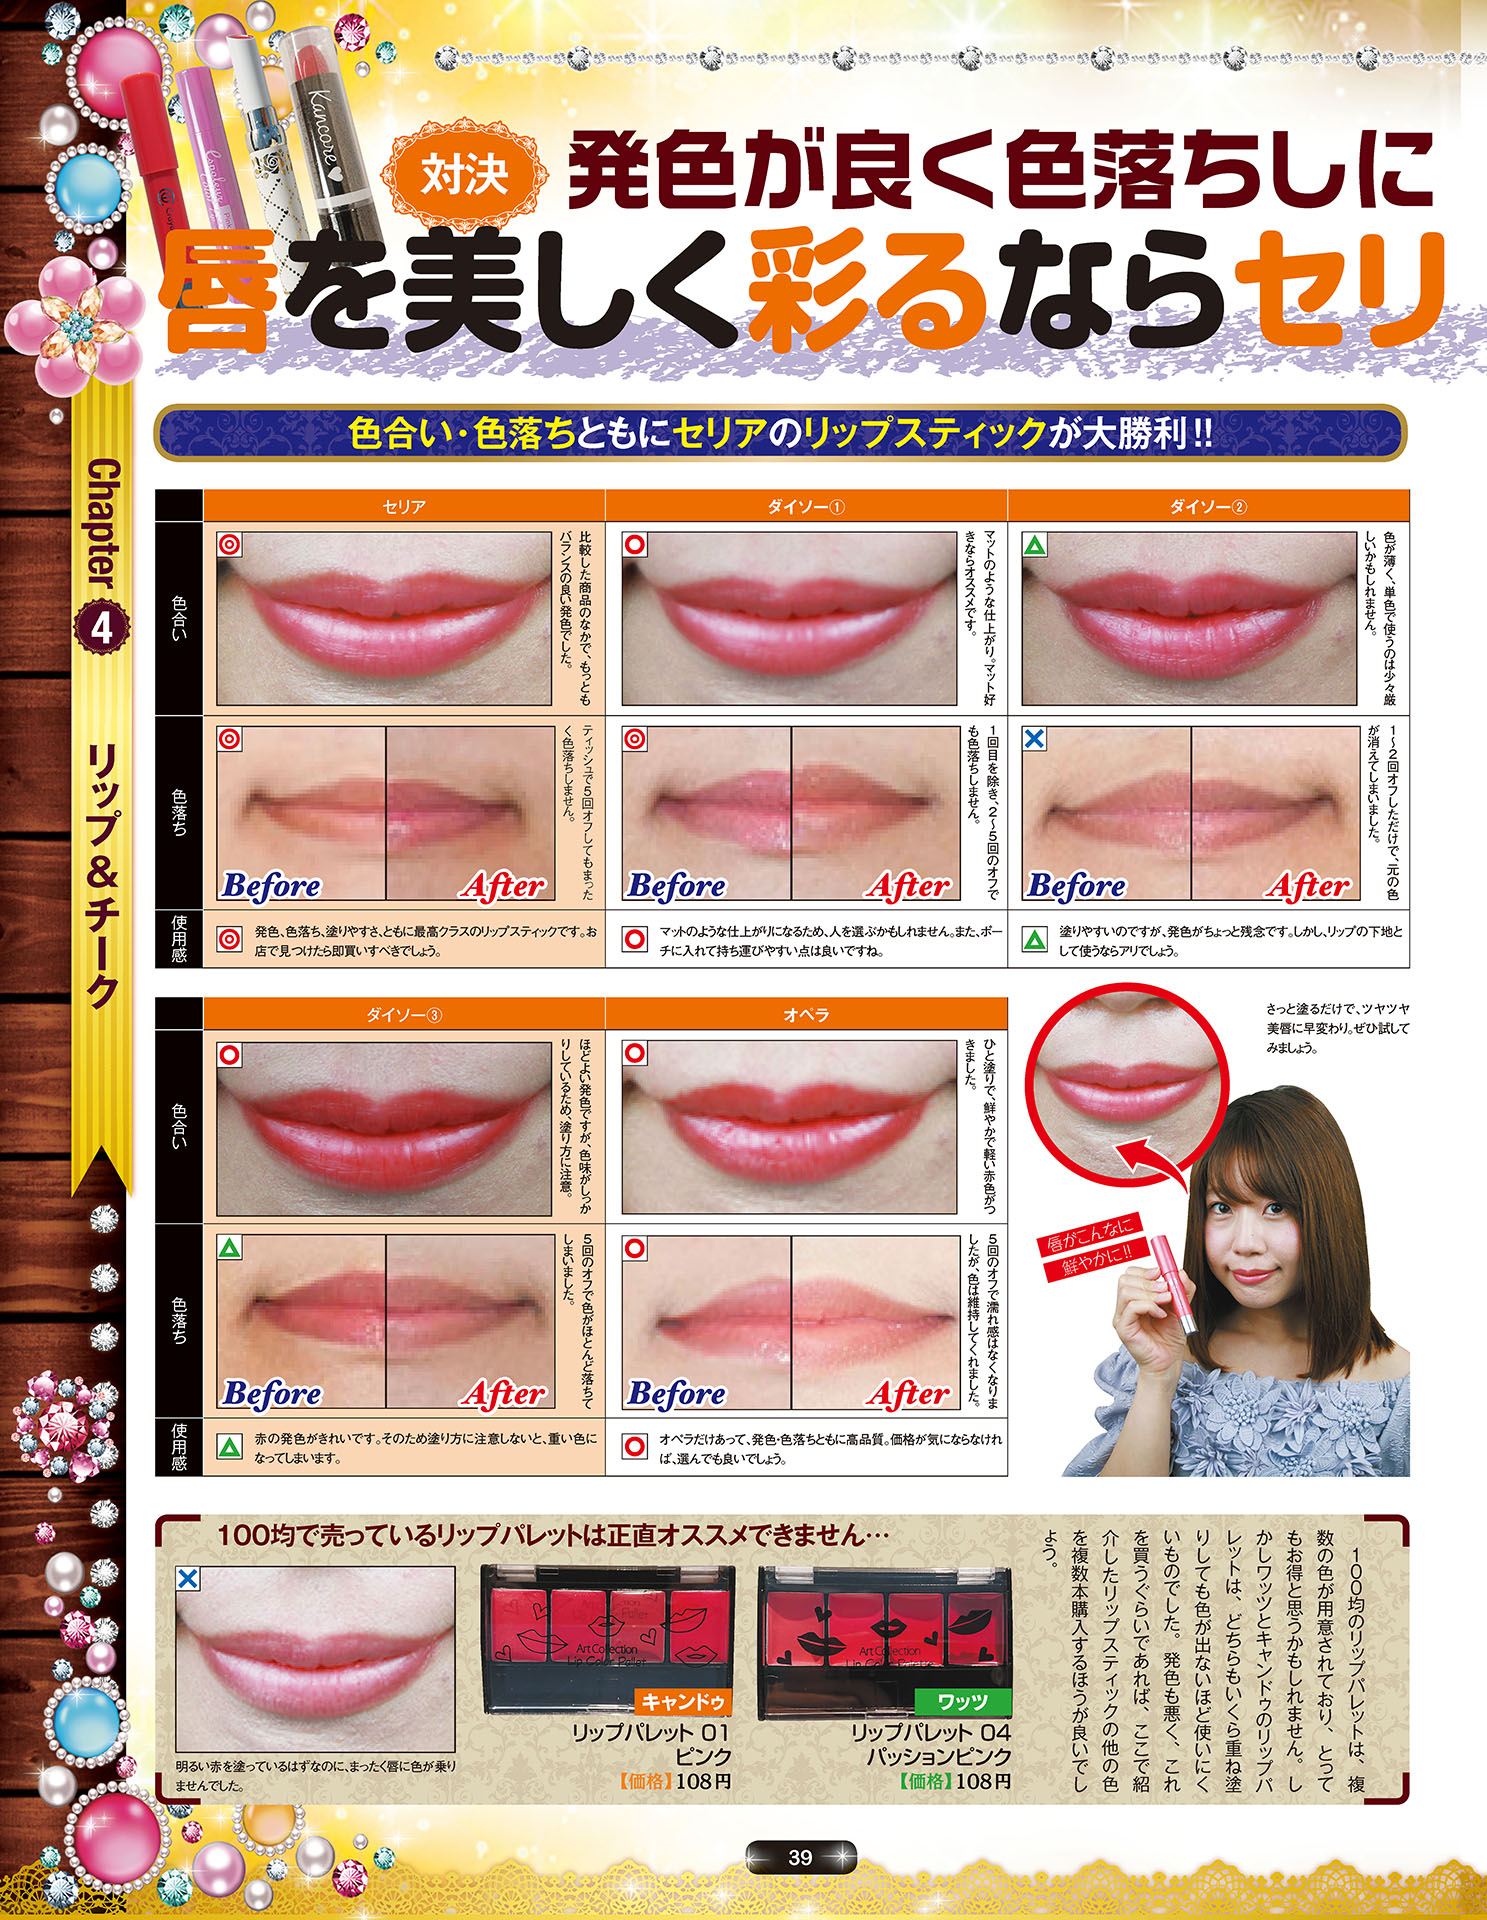 Kancore
対決
発色が良く色落ちしに
唇を美しく彩るならセリ
色合い・色落ちともにセリアのリップスティックが大勝利!!
Chapter 4 リップ&チーク
セリア
ダイソー①
ダイソー②
色合い
比較した商品のなかで、もっとも
バランスの良い発色でした。
マットのような仕上がり。マット好
きならオススメです。
色が薄く、単色で使うのは少々厳
しいかもしれません。
色落ち
ティッシュで5回オフしてもまった
く色落ちしません。
Before
After
1回目を除き、2〜5回のオフで
も色落ちしません。
Before
After
1〜2回オフしただけで、元の色
が消えてしまいました。
Before
After
使用感
発色、色落ち、塗りやすさ、ともに最高クラスのリップスティックです。お
店で見つけたら即買いすべきでしょう。
マットのような仕上がりになるため、人を選ぶかもしれません。また、ポー
チに入れて持ち運びやすい点は良いですね。
塗りやすいのですが、発色がちょっと残念です。しかし、リップの下地と
して使うならアリでしょう。
ダイソー③
オペラ
色合い
ほどよい発色ですが、色味がしっか
りしているため、塗り方に注意。
ひと塗りで、鮮やかで軽い赤色がつ
きました。
色落ち
5回のオフで色がほとんど落ちて
しまいました。
Before
After
5回のオフで濡れ感はなくなりま
したが、色は維持してくれました。
Before
After
使用感
赤の発色がきれいです。そのため塗り方に注意しないと、重い色に
なってしまいます。
オペラだけあって、発色・色落ちともに高品質。価格が気にならなけれ
ば、選んでも良いでしょう。
さっと塗るだけで、ツヤツヤ
美唇に早変わり。ぜひ試して
みましょう。
唇がこんなに
鮮やかに!!
100均で売っているリップパレットは正直オススメできません…
明るい赤を塗っているはずなのに、まったく唇に色が乗り
ませんでした。
Art Collection
Lip Color Pallet
キャンドゥ
リップパレット 01
ピンク
【価格】108円
Art Collection
ワッツ
リップパレット 04
パッションピンク
【価格】108円
100均のリップパレットは、複
数の色が用意されており、とって
もお得と思うかもしれません。し
かしワッツとキャンドゥのリップパ
レットは、どちらもいくら重ね塗
りしても色が出ないほど使いにく
いものでした。発色も悪く、これ
を買うぐらいであれば、ここで紹
介したリップスティックの他の色
を複数本購入するほうが良いでし
ょう。
39